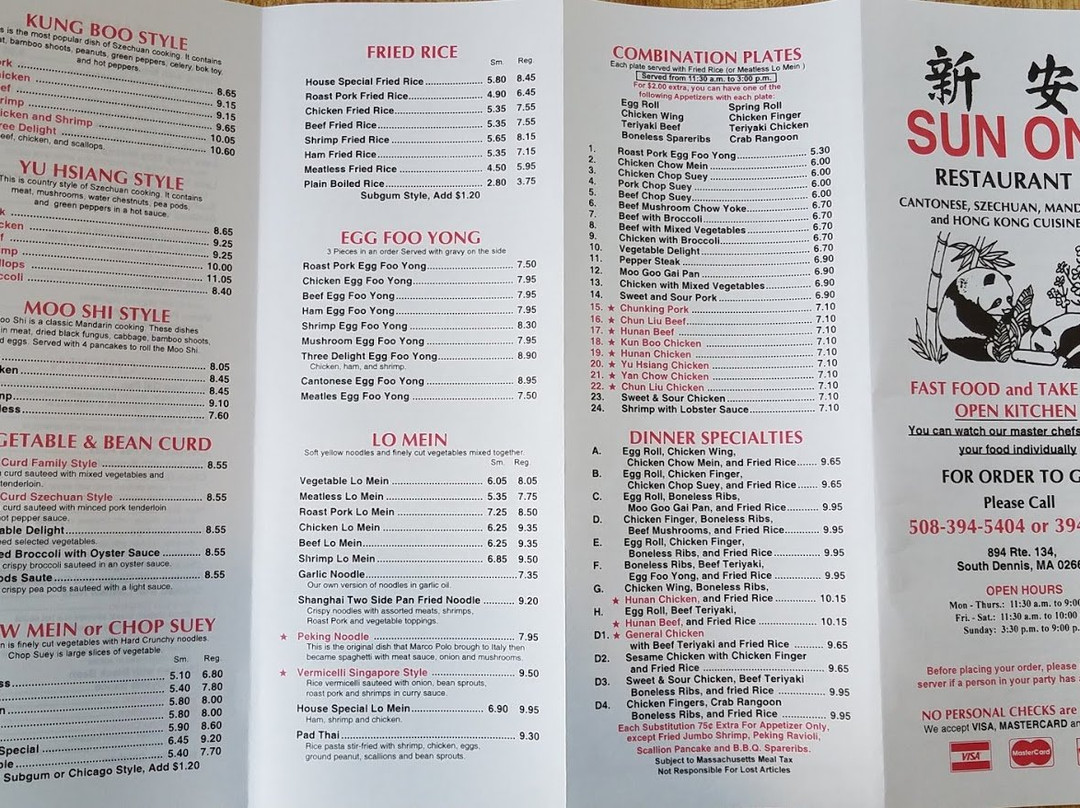 KUNG BOO STYLE
is the most popular dish of Szechuan cooking. It contains
bamboo shoots, peanuts, green peppers, celery, bok toy
and hot peppers.
8.65
9.15
9.15
9.65
Chicken and Shrimp 10.05
Three Delight 10.60
beef, chicken, and scallops.
YU HSIANG STYLE
This is country style of Szechuan cooking. It contains
meat, mushrooms, water chestnuts, pea pods,
and green peppers in a hot sauce.
8.65
9.25
9.25
10.00
11.05
8.40
MOO SHI STYLE
Moo Shi is a classic Mandarin cooking. These dishes
in meat, dried black fungus, cabbage, bamboo shoots,
eggs. Served with 4 pancakes to roll the Moo Shi.
8.05
8.45
8.45
9.10
7.60
VEGETABLE & BEAN CURD
Curd Family Style 8.55
curd sauteed with mixed vegetables and
tenderloin.
Curd Szechuan Style 8.55
curd sauteed with minced pork tenderloin
hot pepper sauce.
Delight 8.55
selected vegetables.
Broccoli with Oyster Sauce 8.55
crispy broccoli sauteed in an oyster sauce.
Saute 8.55
crispy pea pods sauteed with a light sauce.
MEIN or CHOP SUEY
is finely cut vegetables with Hard Crunchy noodles.
Chop Suey is large slices of vegetable.
Sm. Reg.
5.10 6.80
5.40 7.80
5.80 8.00
5.80 8.00
5.90 8.60
Special 6.45 9.20
5.40 7.70
Subgum or Chicago Style, Add $1.20
FRIED RICE
Sm. Reg.
House Special Fried Rice 5.80 8.45
Roast Pork Fried Rice 4.90 6.45
Chicken Fried Rice 5.35 7.55
Beef Fried Rice 5.35 7.55
Shrimp Fried Rice 5.65 8.15
Ham Fried Rice 5.35 7.15
Meatless Fried Rice 4.50 5.95
Plain Boiled Rice 2.80 3.75
Subgum Style, Add $1.20
EGG FOO YONG
3 Pieces in an order Served with gravy on the side
Roast Pork Egg Foo Yong 7.50
Chicken Egg Foo Yong 7.95
Beef Egg Foo Yong 7.95
Ham Egg Foo Yong 7.95
Shrimp Egg Foo Yong 8.30
Mushroom Egg Foo Yong 7.95
Three Delight Egg Foo Yong 8.90
Chicken, ham, and shrimp.
Cantonese Egg Foo Yong 8.95
Meatles Egg Foo Yong 7.50
LO MEIN
Soft yellow noodles and finely cut vegetables mixed together.
Sm. Reg.
Vegetable Lo Mein 6.05 8.05
Meatless Lo Mein 5.35 7.75
Roast Pork Lo Mein 7.25 8.50
Chicken Lo Mein 6.25 9.35
Beef Lo Mein 6.25 9.35
Shrimp Lo Mein 6.85 9.50
Garlic Noodle 7.35
Our own version of noodles in garlic oil.
Shanghai Two Side Pan Fried Noodle 9.20
Crispy noodles with assorted meats, shrimps,
Roast Pork and vegetable toppings.
★ Peking Noodle 7.95
This is the original dish that Marco Polo brough to Italy then
became spaghetti with meat sauce, onion and mushrooms.
★ Vermicelli Singapore Style 9.50
Rice vermicelli sauteed with onion, bean sprouts,
roast pork and shrimps in curry sauce.
House Special Lo Mein 6.90 9.95
Ham, shrimp and chicken.
Pad Thai 9.30
Rice pasta stir-fried with shrimp, chicken, eggs,
ground peanut, scallions and bean sprouts.
COMBINATION PLATES
Each plate served with Fried Rice (or Meatless Lo Mein )
Served from 11:30 a.m. to 3:00 p.m.
For $2.00 extra, you can have one of the
following Appetizers with each plate:
Egg Roll Spring Roll
Chicken Wing Chicken Finger
Teriyaki Beef Teriyaki Chicken
Boneless Spareribs Crab Rangoon
1. Roast Pork Egg Foo Yong 5.30
2. Chicken Chow Mein 6.00
3. Chicken Chop Suey 6.00
4. Pork Chop Suey 6.00
5. Beef Chop Suey 6.00
6. Beef Mushroom Chow Yoke 6.70
7. Beef with Broccoli 6.70
8. Beef with Mixed Vegetables 6.70
9. Chicken with Broccoli 6.70
10. Vegetable Delight 6.70
11. Pepper Steak 6.90
12. Moo Goo Gai Pan 6.90
13. Chicken with Mixed Vegetables 6.90
14. Sweet and Sour Pork 6.90
15. ★ Chunking Pork 7.10
16. ★ Chun Liu Beef 7.10
17. ★ Hunan Beef 7.10
18. ★ Kun Boo Chicken 7.10
19. ★ Hunan Chicken 7.10
20. ★ Yu Hsiang Chicken 7.10
21. ★ Yan Chow Chicken 7.10
22. ★ Chun Liu Chicken 7.10
23. Sweet & Sour Chicken 7.10
24. Shrimp with Lobster Sauce 7.10
DINNER SPECIALTIES
A. Egg Roll, Chicken Wing,
Chicken Chow Mein, and Fried Rice 9.65
B. Egg Roll, Chicken Finger,
Chicken Chop Suey, and Fried Rice 9.65
C. Egg Roll, Boneless Ribs,
Moo Goo Gai Pan, and Fried Rice 9.95
D. Chicken Finger, Boneless Ribs,
Beef Mushrooms, and Fried Rice 9.95
E. Egg Roll, Chicken Finger,
Boneless Ribs, and Fried Rice 9.95
F. Boneless Ribs, Beef Teriyaki,
Egg Foo Yong, and Fried Rice 9.95
G. Chicken Wing, Boneless Ribs,
★ Hunan Chicken, and Fried Rice 10.15
H. Egg Roll, Beef Teriyaki,
★ Hunan Beef, and Fried Rice 10.15
D1. ★ General Chicken
with Beef Teriyaki and Fried Rice 9.65
D2. Sesame Chicken with Chicken Finger
and Fried Rice 9.65
D3. Sweet & Sour Chicken, Beef Teriyaki
Boneless Ribs, and fried Rice 9.95
D4. Chicken Fingers, Crab Rangoon
Boneless Ribs, and Fried Rice 9.95
Each Substitution 75¢ Extra For Appetizer Only,
except Fried Jumbo Shrimp, Peking Ravioli,
Scallion Pancake and B.B.Q. Spareribs.
Subject to Massachusetts Meal Tax
Not Responsible For Lost Articles
新 安
SUN ON
RESTAURANT
CANTONESE, SZECHUAN, MAND
and HONG KONG CUISINE
FAST FOOD and TAKE
OPEN KITCHEN
You can watch our master chefs
your food individually
FOR ORDER TO G
Please Call
508-394-5404 or 394
894 Rte. 134,
South Dennis, MA 0266
OPEN HOURS
Mon - Thurs.: 11:30 a.m. to 9:00
Fri. - Sat.: 11:30 a.m. to 10:00
Sunday: 3:30 p.m. to 9:00 p.
Before placing your order, please
server if a person in your party has a
NO PERSONAL CHECKS are
We accept VISA, MASTERCARD a
VISA MasterCard